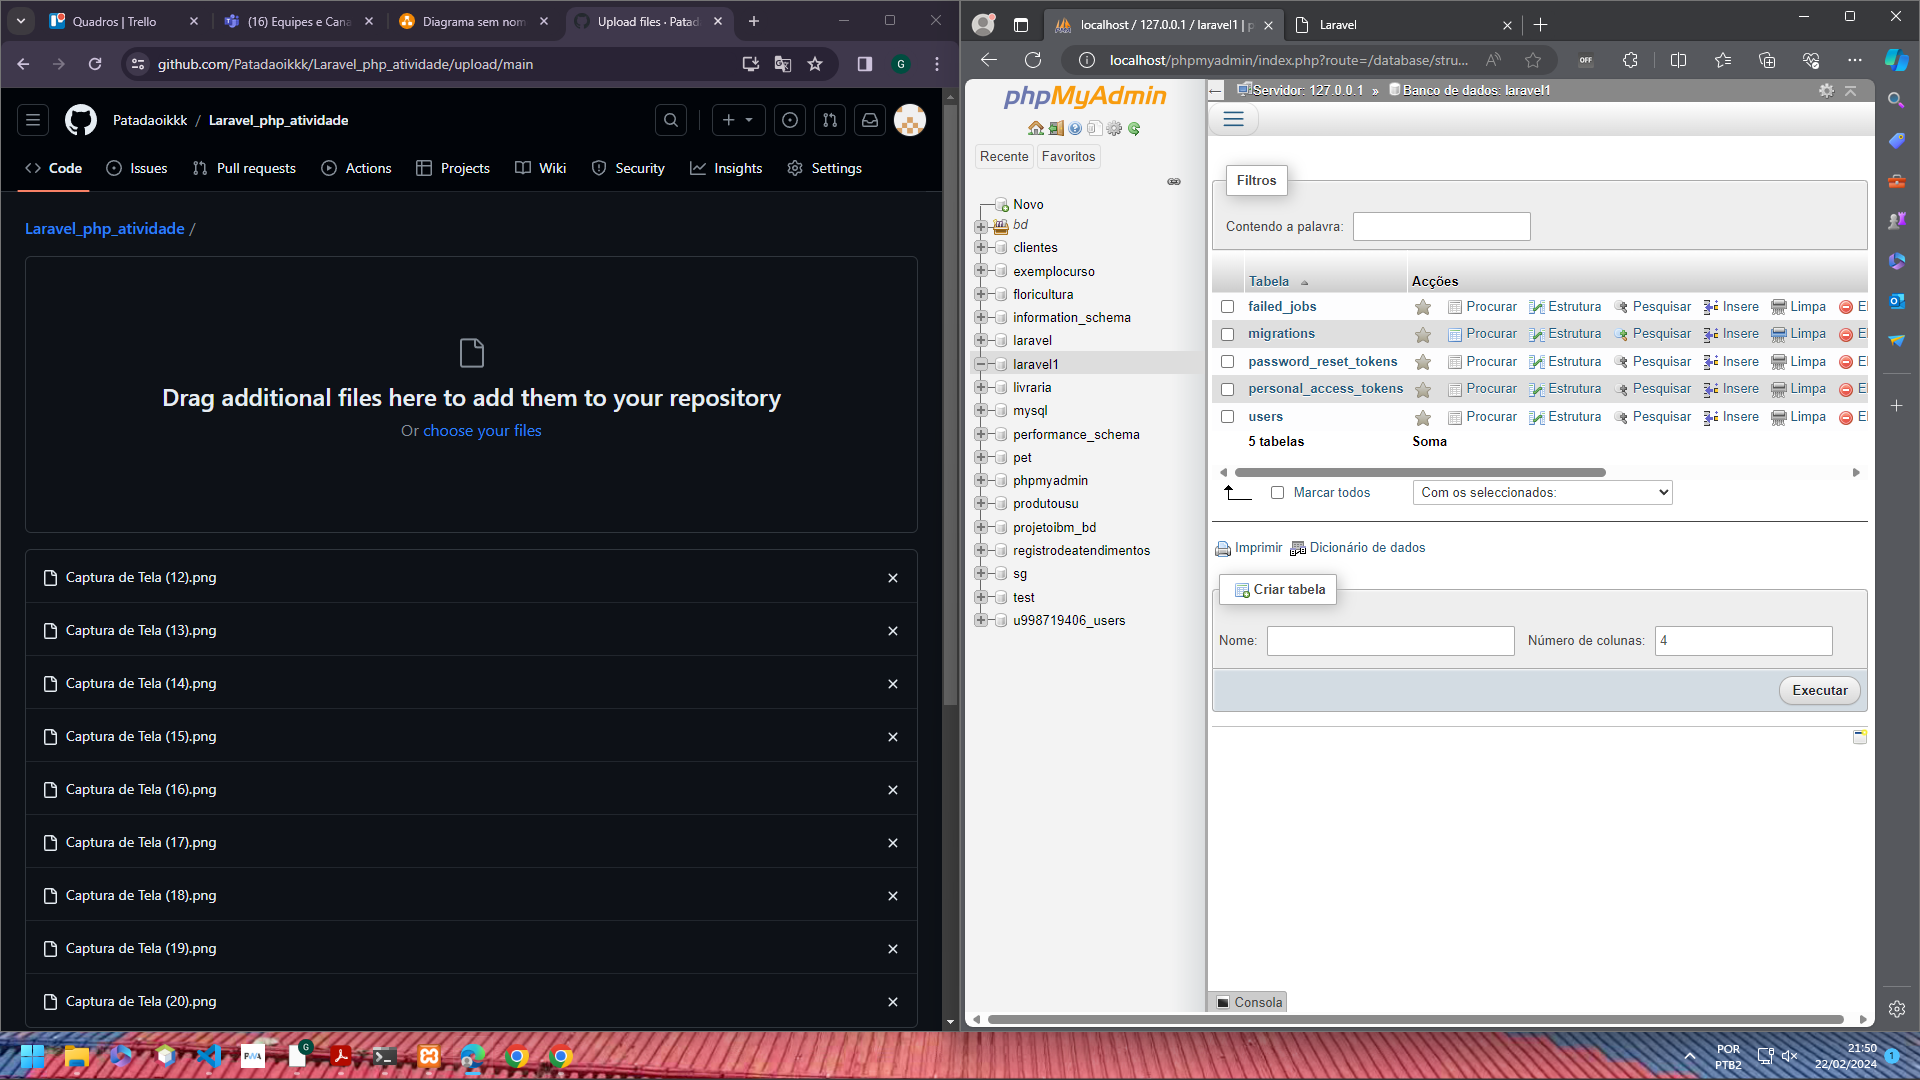 Quadros | Trello
(16) Equipes e Cana
Diagrama sem nom
Upload files · Patad
github.com/Patadaoikkk/Laravel_php_atividade/upload/main
G
Patadaoikkk / Laravel_php_atividade
Code
Issues
Pull requests
Actions
Projects
Wiki
Security
Insights
Settings
Laravel_php_atividade /
Drag additional files here to add them to your repository
Or choose your files
Captura de Tela (12).png
Captura de Tela (13).png
Captura de Tela (14).png
Captura de Tela (15).png
Captura de Tela (16).png
Captura de Tela (17).png
Captura de Tela (18).png
Captura de Tela (19).png
Captura de Tela (20).png
localhost / 127.0.0.1 / laravel1 | p
Laravel
localhost/phpmyadmin/index.php?route=/database/stru...
OFF
phpMyAdmin
Recente
Favoritos
Novo
bd
clientes
exemplocurso
floricultura
information_schema
laravel
laravel1
livraria
mysql
performance_schema
pet
phpmyadmin
produtousu
projetoibm_bd
registrodeatendimentos
sg
test
u998719406_users
Servidor: 127.0.0.1 » Banco de dados: laravel1
Filtros
Contendo a palavra:
Tabela Acções
failed_jobs Procurar Estrutura Pesquisar Insere Limpa El
migrations Procurar Estrutura Pesquisar Insere Limpa El
password_reset_tokens Procurar Estrutura Pesquisar Insere Limpa El
personal_access_tokens Procurar Estrutura Pesquisar Insere Limpa El
users Procurar Estrutura Pesquisar Insere Limpa El
5 tabelas Soma
Marcar todos Com os seleccionados:
Imprimir Dicionário de dados
Criar tabela
Nome: Número de colunas: 4
Executar
Consola
PWA
G
POR
PTB2
21:50
22/02/2024
1